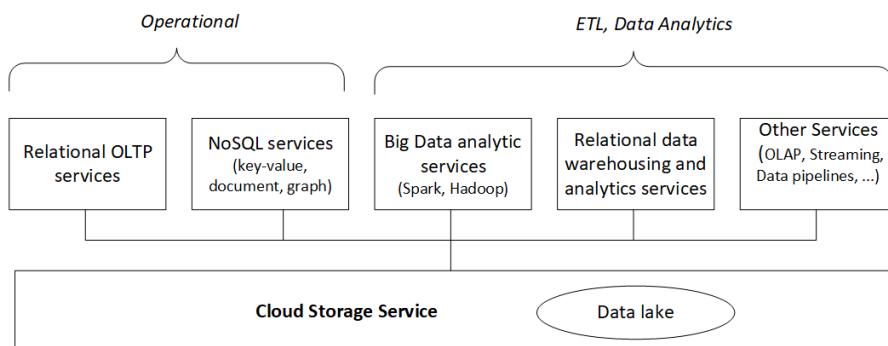 Operational
ETL, Data Analytics
Relational OLTP
services
NoSQL services
(key-value,
document, graph)
Big Data analytic
services
(Spark, Hadoop)
Relational data
warehousing and
analytics services
Other Services
(OLAP, Streaming,
Data pipelines, ...)
Cloud Storage Service
Data lake